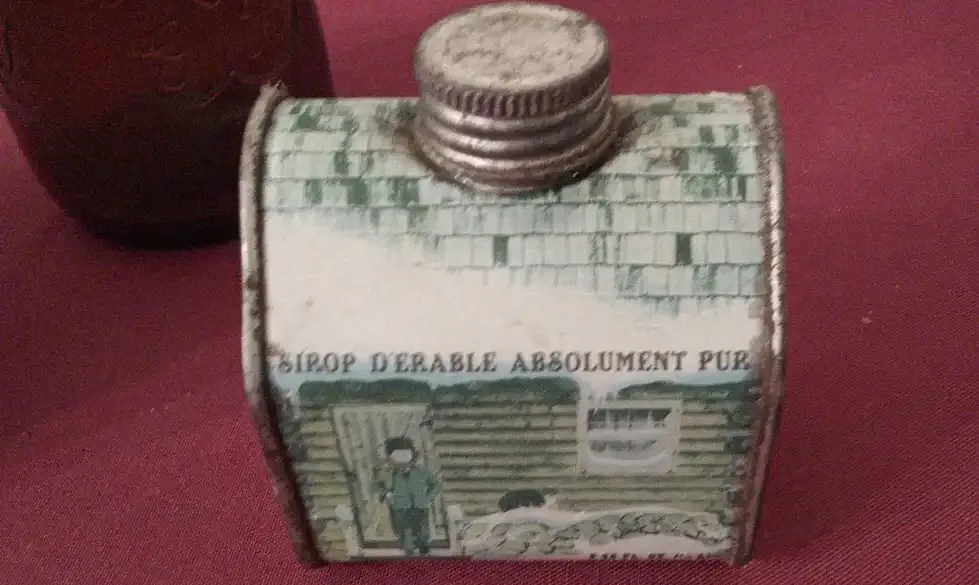 SIROP D'ERABLE ABSOLUMENT PUR